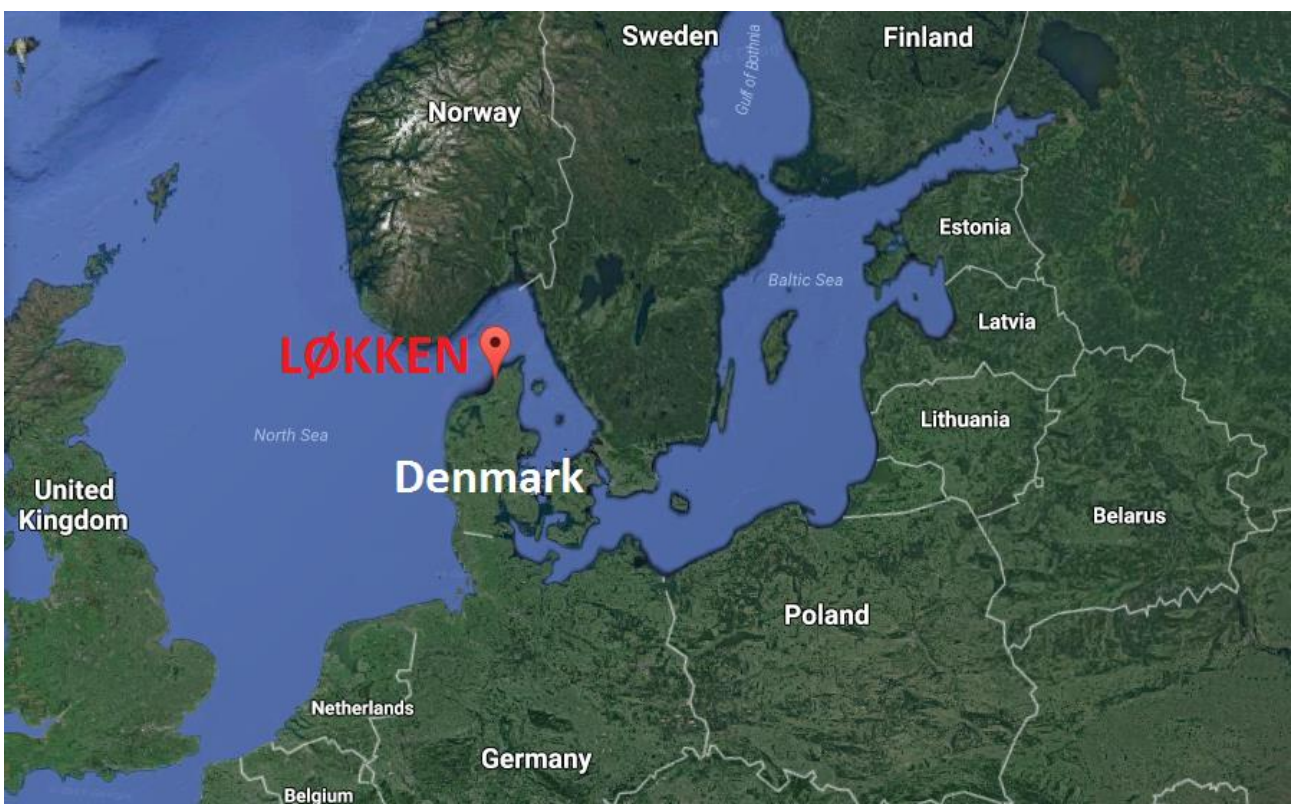 Sweden
Finland
Gulf of Bothnia
Norway
Estonia
Baltic Sea
Latvia
LØKKEN
Lithuania
North Sea
Denmark
United
Kingdom
Belarus
Poland
Netherlands
Germany
Belgium